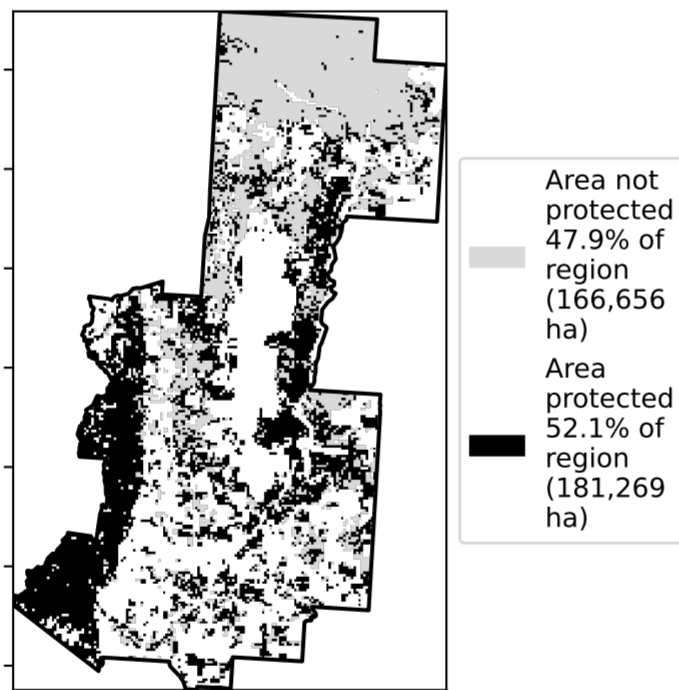 Area not
protected
47.9% of
region
(166,656
ha)
Area
protected
52.1% of
region
(181,269
ha)